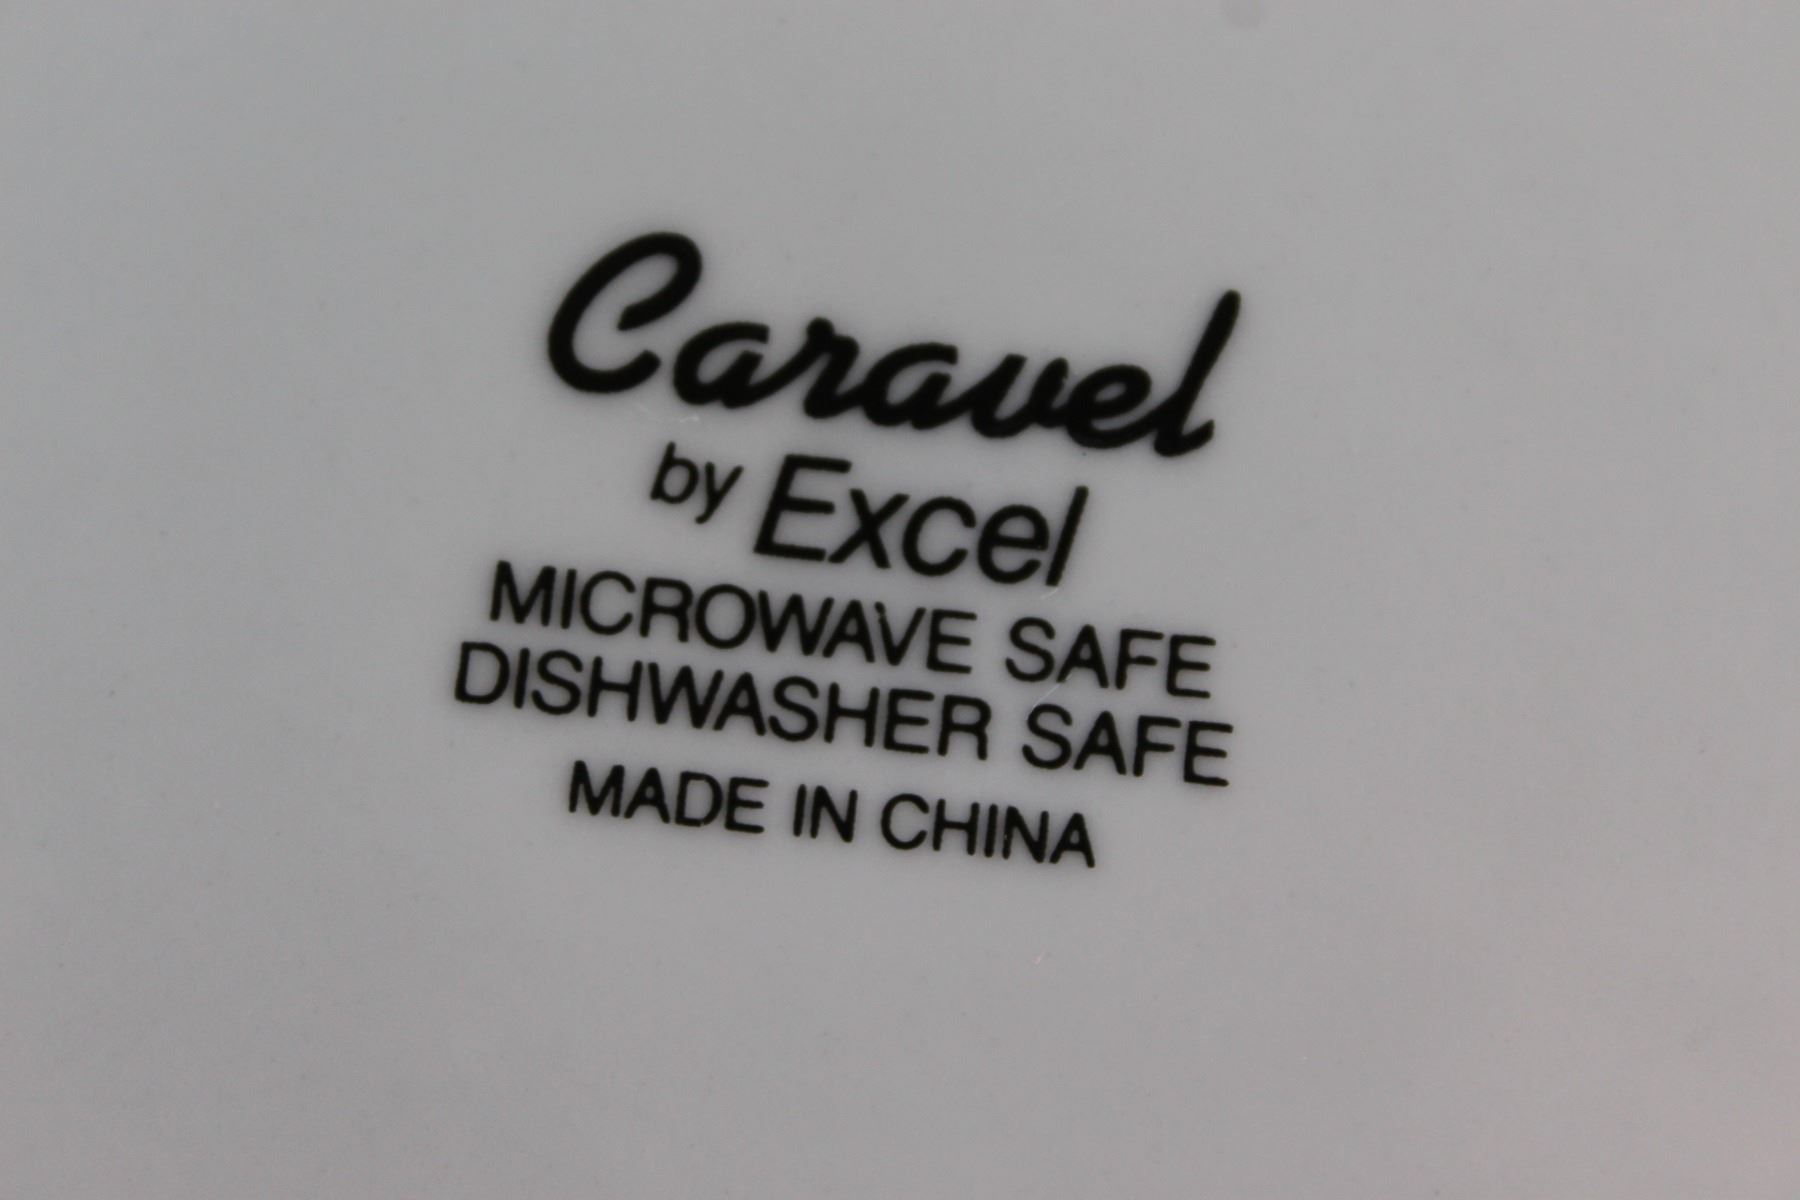 Caravel
by Excel
MICROWAVE SAFE
DISHWASHER SAFE
MADE IN CHINA